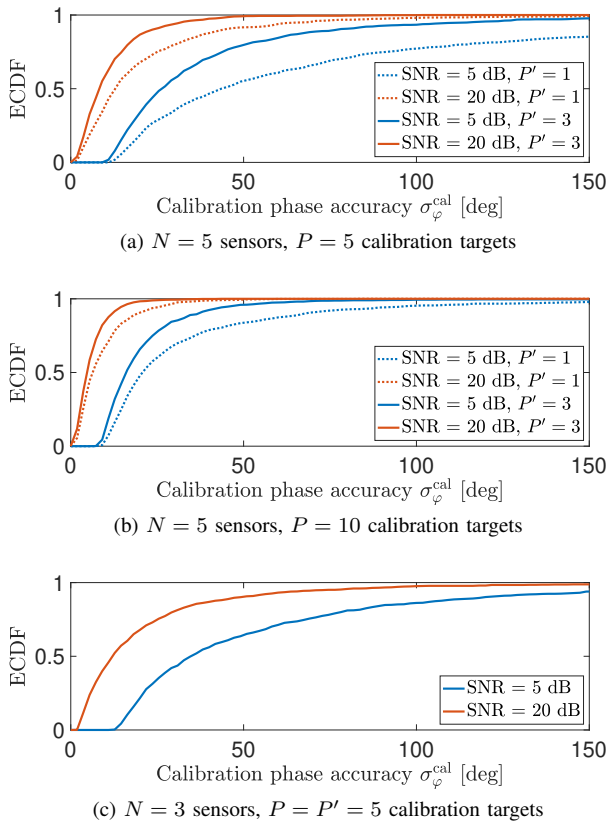 1
0.5
0
ECDF
SNR = 5 dB, P′ = 1
SNR = 20 dB, P′ = 1
SNR = 5 dB, P′ = 3
SNR = 20 dB, P′ = 3
0 50 100 150
Calibration phase accuracy σ_φ^cal [deg]
(a) N = 5 sensors, P = 5 calibration targets
1
0.5
0
ECDF
SNR = 5 dB, P′ = 1
SNR = 20 dB, P′ = 1
SNR = 5 dB, P′ = 3
SNR = 20 dB, P′ = 3
0 50 100 150
Calibration phase accuracy σ_φ^cal [deg]
(b) N = 5 sensors, P = 10 calibration targets
1
0.5
0
ECDF
SNR = 5 dB
SNR = 20 dB
0 50 100 150
Calibration phase accuracy σ_φ^cal [deg]
(c) N = 3 sensors, P = P′ = 5 calibration targets